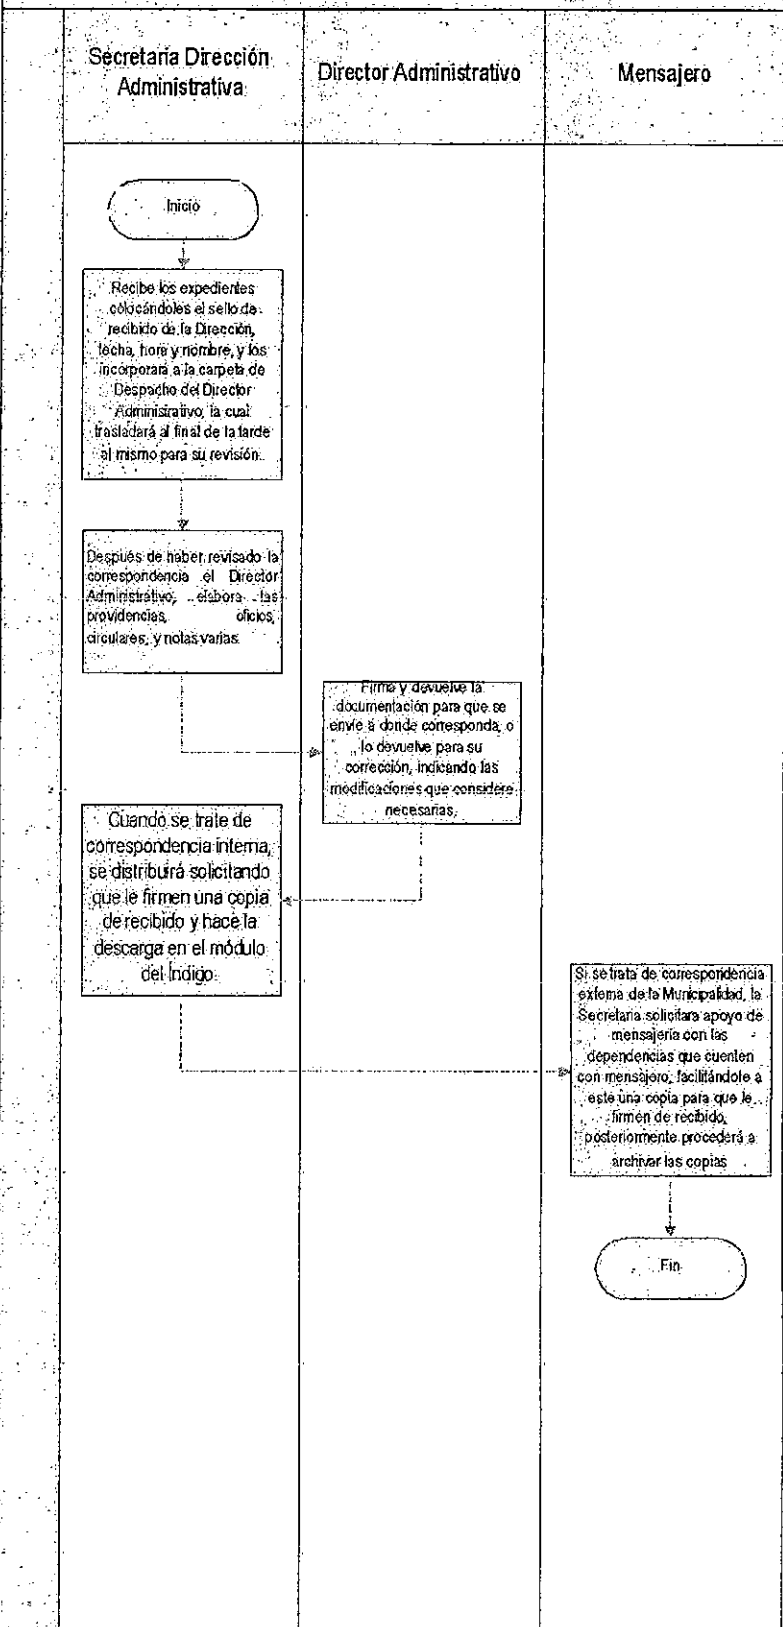 Secretaria Dirección
Administrativa
Director Administrativo
Mensajero
Inicio
Recibe los expedientes
colocándoles el sello de
recibido de la Dirección,
fecha, hora y nombre, y los
incorporará a la carpeta de
Despacho del Director
Administrativo, la cual
trasladará al final de la tarde
al mismo para su revisión.
Después de haber revisado la
correspondencia el Director
Administrativo, elabora las
providencias, oficios,
circulares, y notas varias.
Firma y devuelve la
documentación para que se
envíe a donde corresponda, o
lo devuelve para su
corrección, indicando las
modificaciones que considere
necesarias.
Cuando se trate de
correspondencia interna,
se distribuirá solicitando
que le firmen una copia
de recibido y hace la
descarga en el módulo
del Índigo.
Si se trata de correspondencia
externa de la Municipalidad, la
Secretaria solicitara apoyo de
mensajería con las
dependencias que cuenten
con mensajero, facilitándole a
este una copia para que le
firmen de recibido,
posteriormente procederá a
archivar las copias
Fin